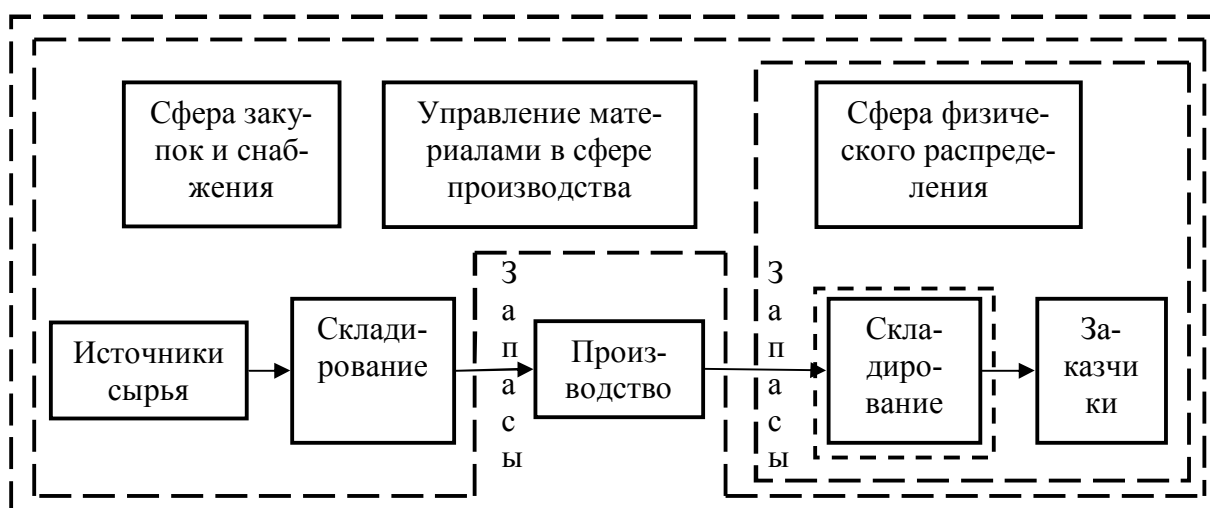 Сфера заку-
пок и снаб-
жения
Управление мате-
риалами в сфере
производства
Сфера физиче-
ского распреде-
ления
Источники
сырья
Склади-
рование
З
а
п
а
с
ы
Произ-
водство
З
а
п
а
с
ы
Скла-
диро-
вание
За-
казчи
ки